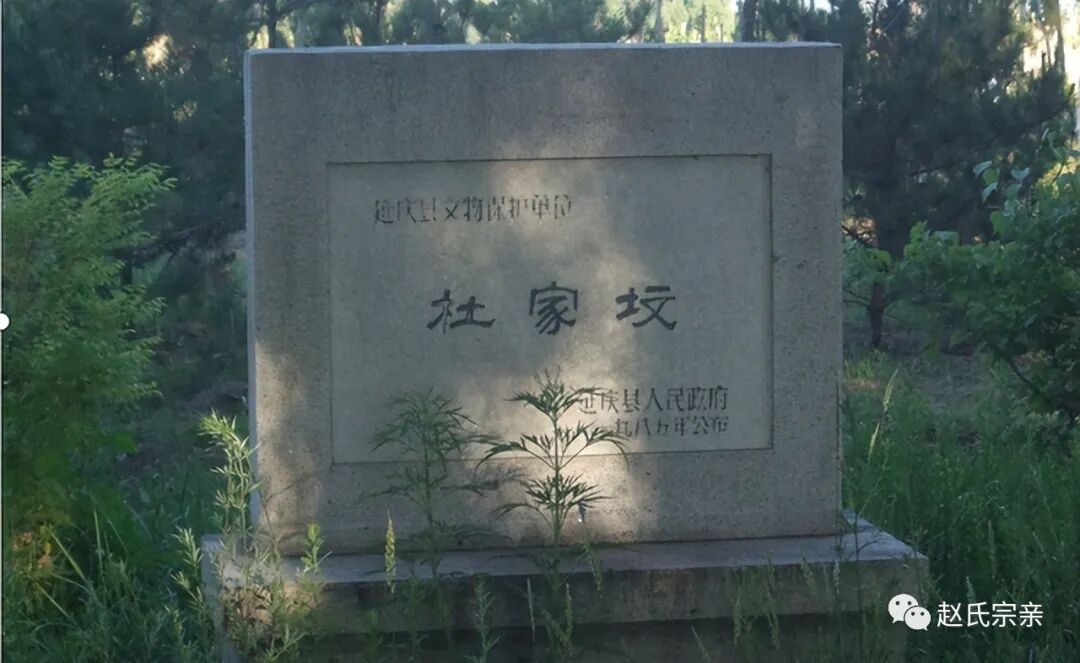 延庆县文物保护单位
杜家坟
延庆县人民政府
一九八五年公布
赵氏宗亲